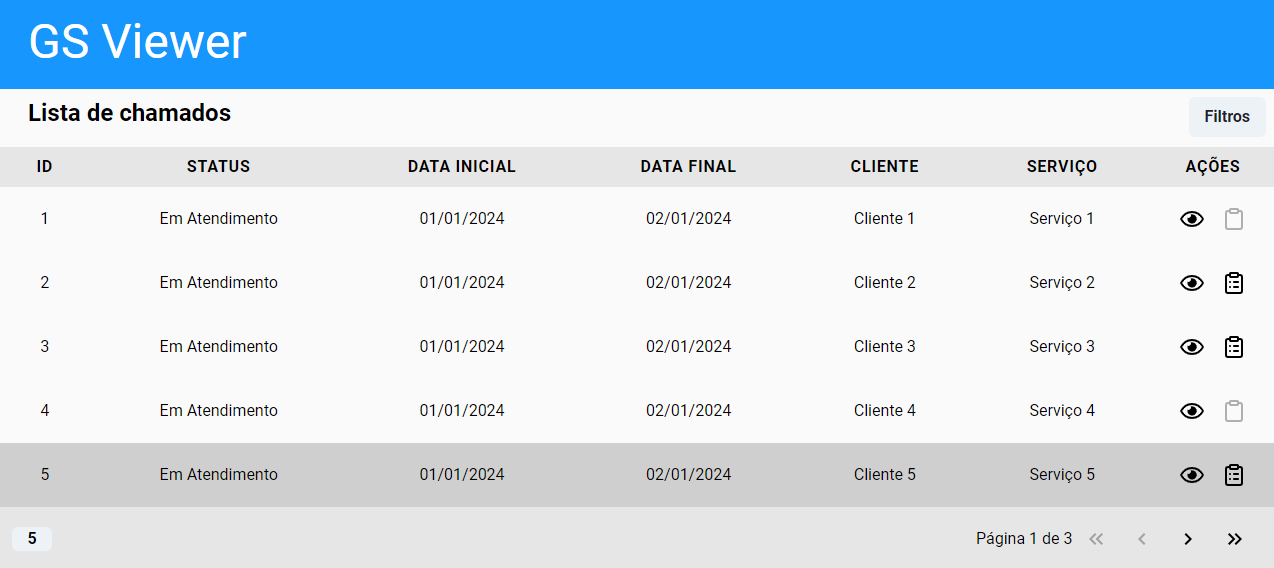 GS Viewer
Lista de chamados
Filtros
ID STATUS DATA INICIAL DATA FINAL CLIENTE SERVIÇO AÇÕES
1 Em Atendimento 01/01/2024 02/01/2024 Cliente 1 Serviço 1
2 Em Atendimento 01/01/2024 02/01/2024 Cliente 2 Serviço 2
3 Em Atendimento 01/01/2024 02/01/2024 Cliente 3 Serviço 3
4 Em Atendimento 01/01/2024 02/01/2024 Cliente 4 Serviço 4
5 Em Atendimento 01/01/2024 02/01/2024 Cliente 5 Serviço 5
5 Página 1 de 3